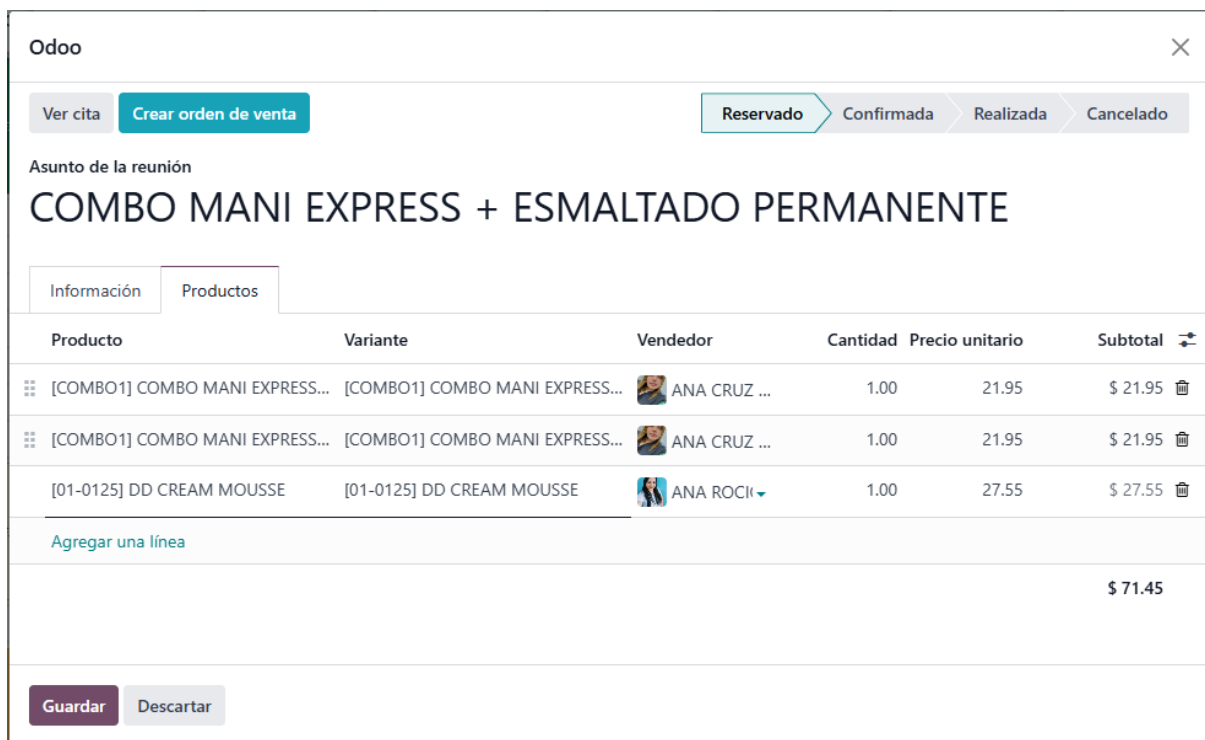 Odoo
Ver cita Crear orden de venta Reservado Confirmada Realizada Cancelado
Asunto de la reunión
COMBO MANI EXPRESS + ESMALTADO PERMANENTE
Información Productos
Producto Variante Vendedor Cantidad Precio unitario Subtotal
[COMBO1] COMBO MANI EXPRESS... [COMBO1] COMBO MANI EXPRESS... ANA CRUZ ... 1.00 21.95 $ 21.95
[COMBO1] COMBO MANI EXPRESS... [COMBO1] COMBO MANI EXPRESS... ANA CRUZ ... 1.00 21.95 $ 21.95
[01-0125] DD CREAM MOUSSE [01-0125] DD CREAM MOUSSE ANA ROCI 1.00 27.55 $ 27.55
Agregar una línea
$ 71.45
Guardar Descartar